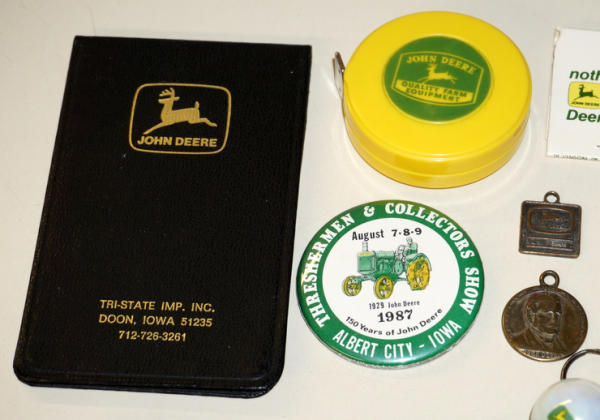 JOHN DEERE
TRI-STATE IMP. INC.
DOON, IOWA 51235
712-726-3261
JOHN DEERE
QUALITY FARM
EQUIPMENT
THRESHERMEN & COLLECTORS SHOW
August 7-8-9
1929 John Deere
1987
150 Years of John Deere
ALBERT CITY - IOWA
noth
Deer
JOHN DEERE